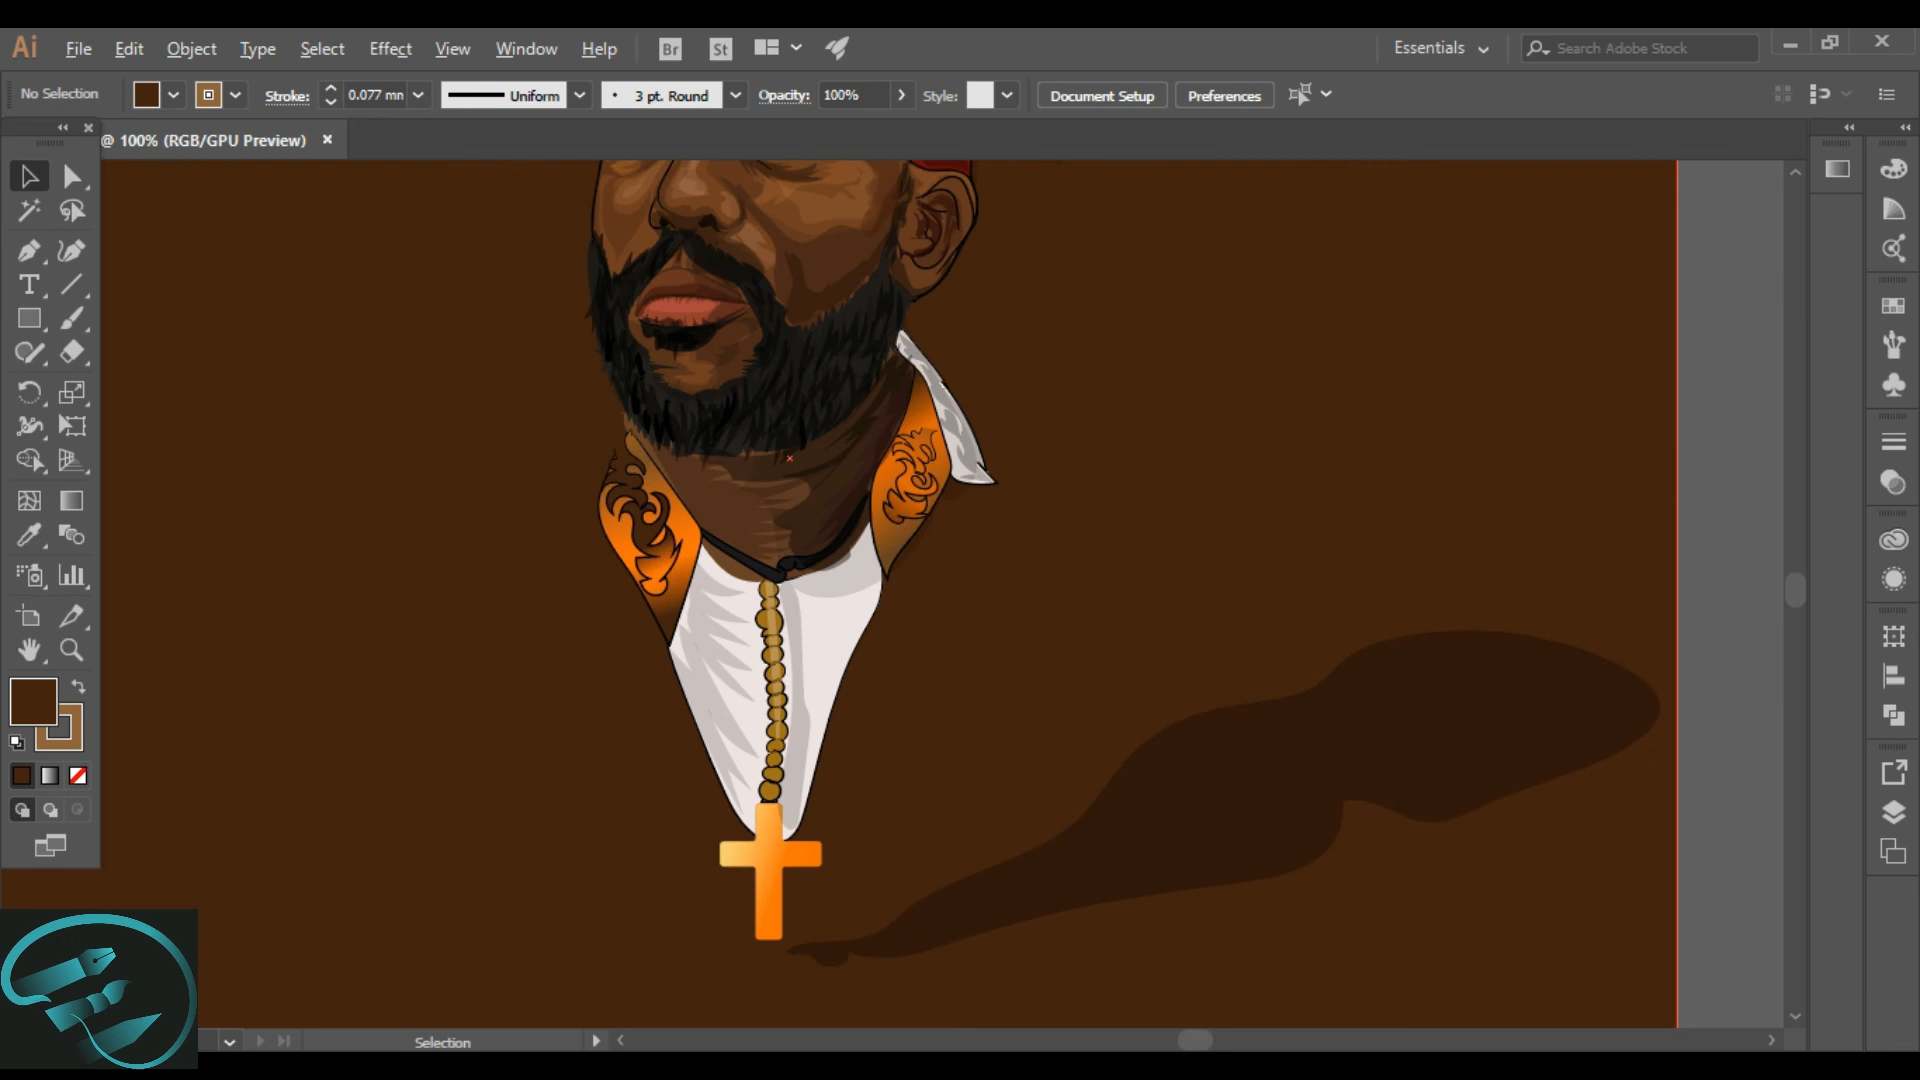 Ai File Edit Object Type Select Effect View Window Help Br St Essentials Search Adobe Stock
No Selection Stroke: 0.077 mn Uniform 3 pt. Round Opacity: 100% Style: Document Setup Preferences
@ 100% (RGB/GPU Preview)
T
Selection